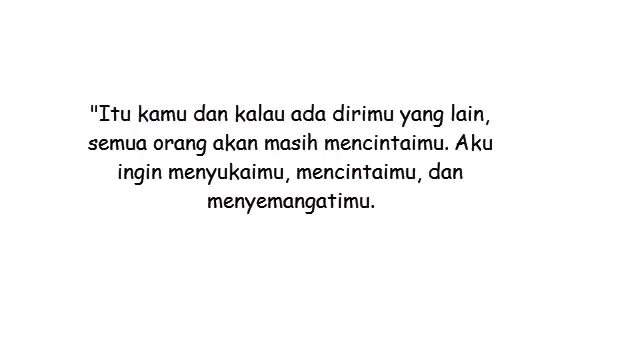 "Itu kamu dan kalau ada dirimu yang lain,
semua orang akan masih mencintaimu. Aku
ingin menyukaimu, mencintaimu, dan
menyemangatimu.